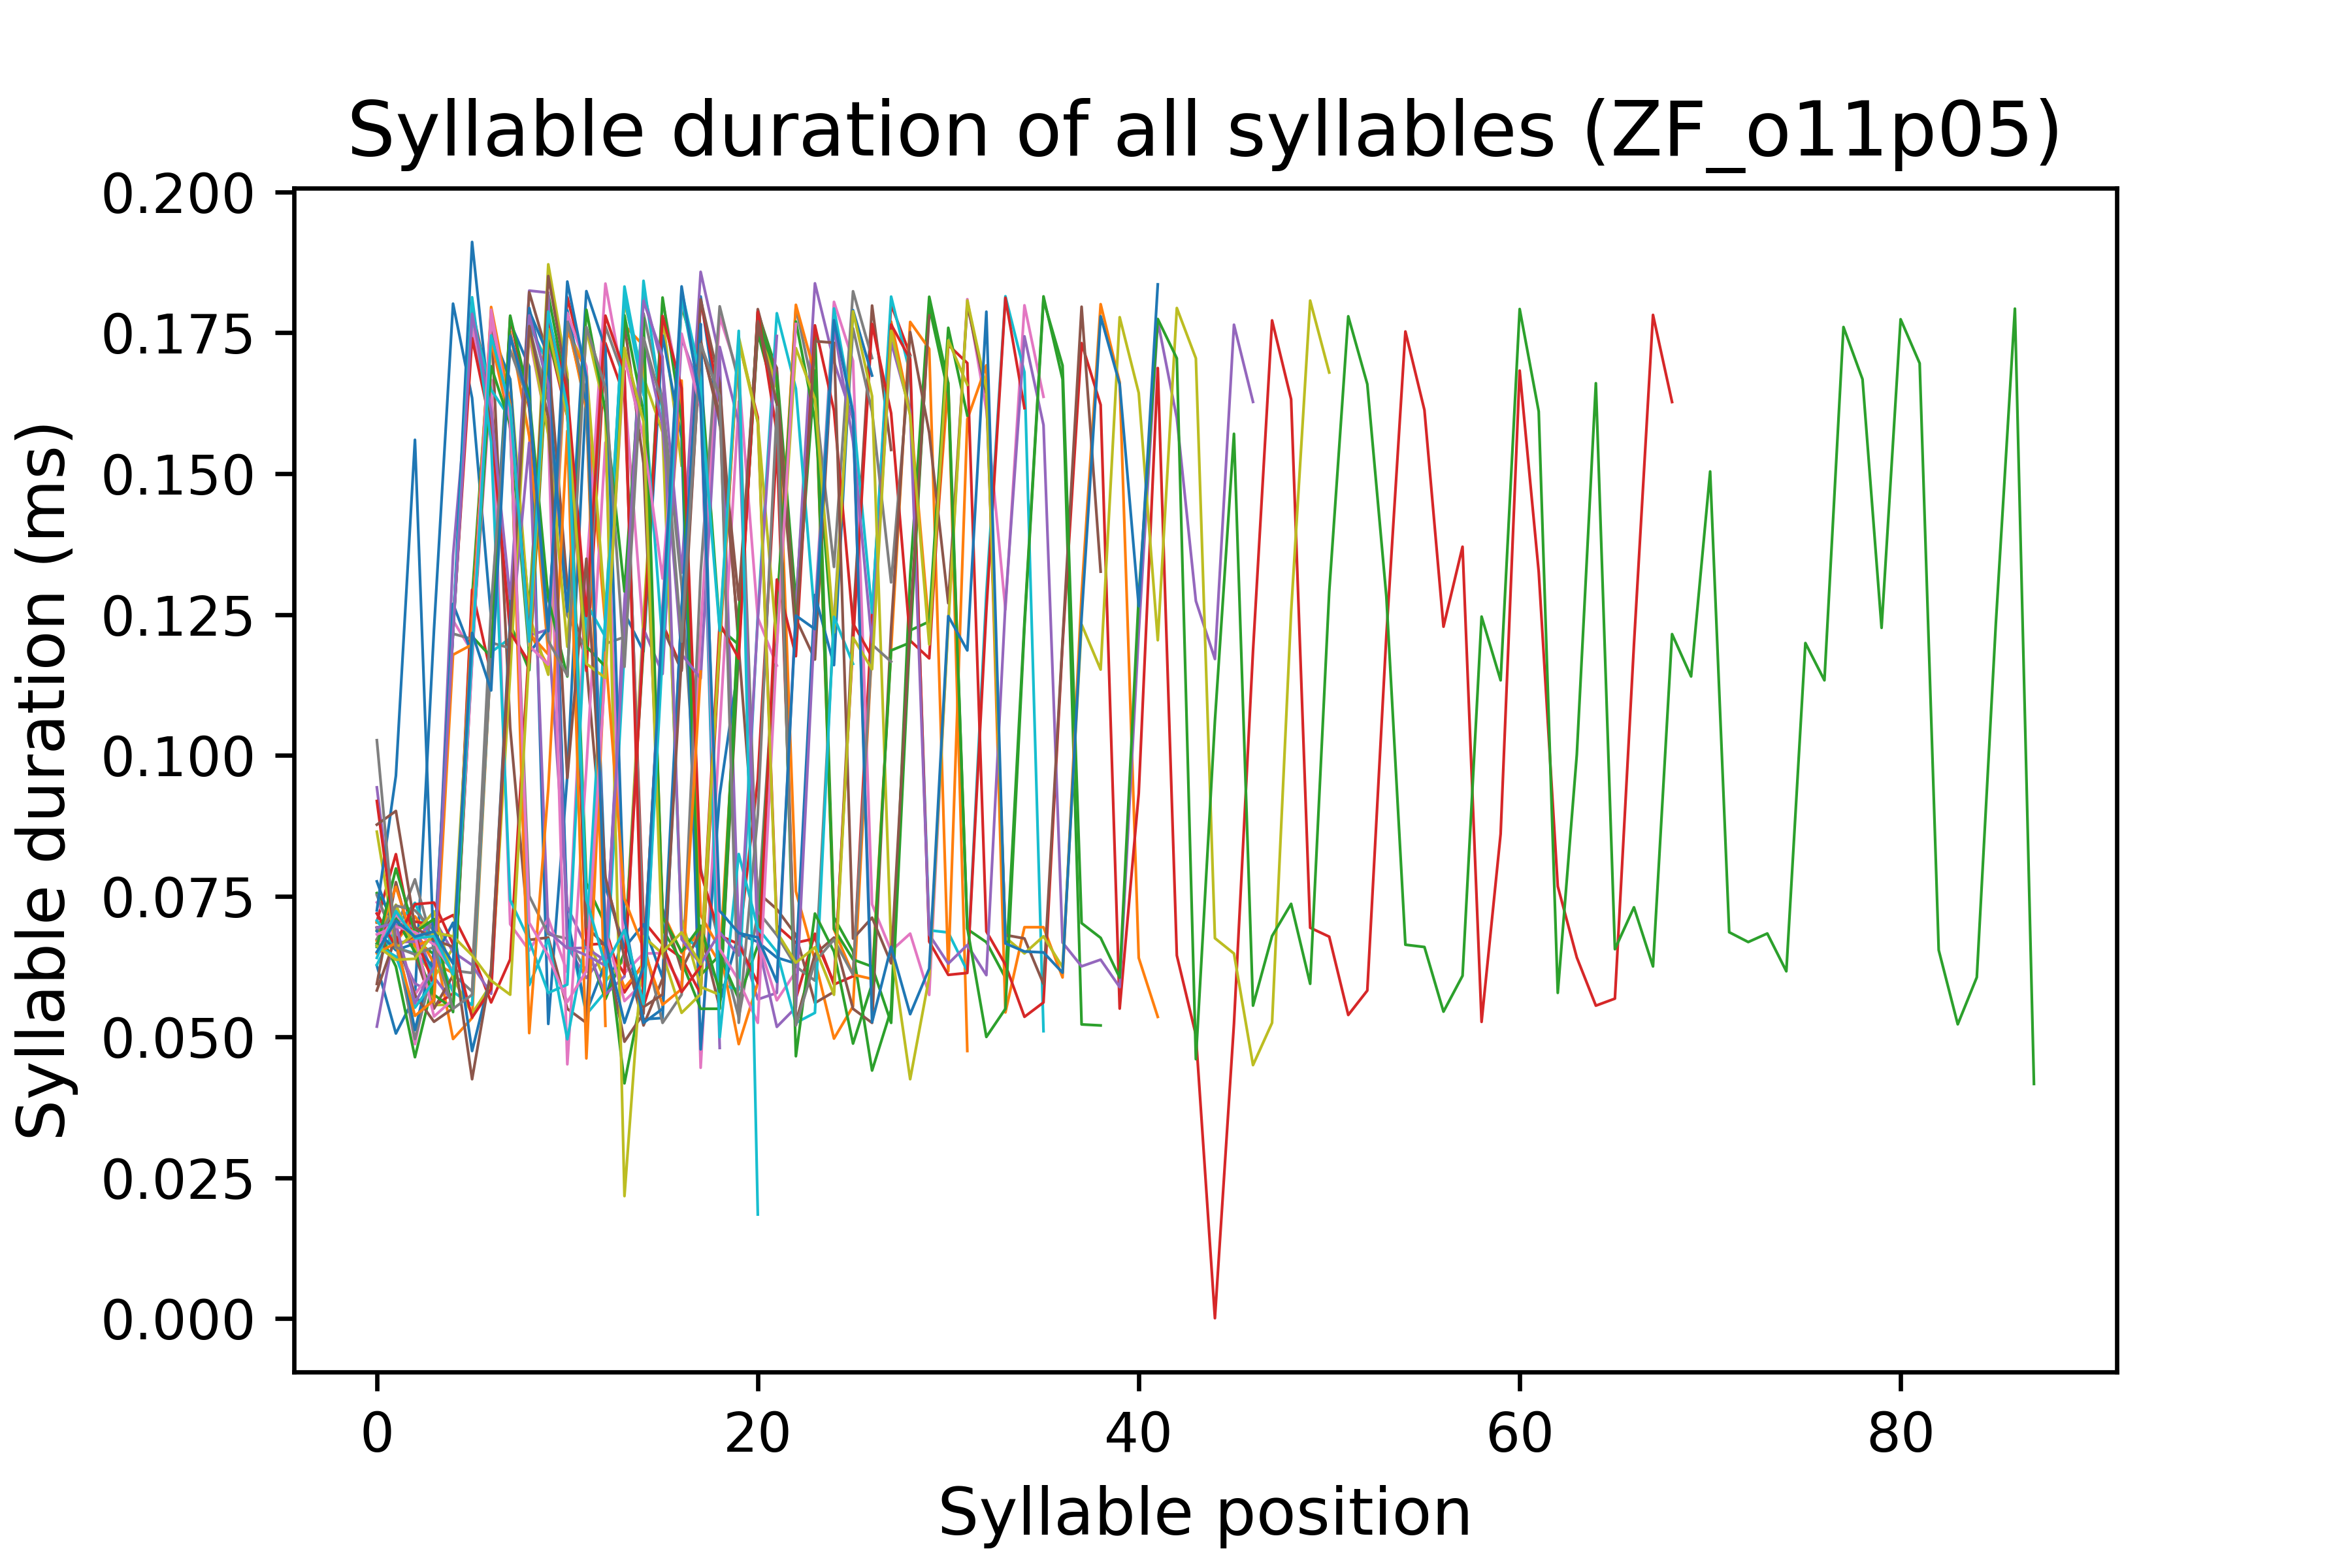 Syllable duration of all syllables (ZF_o11p05)
0.200
0.175
0.150
0.125
0.100
0.075
0.050
0.025
0.000
Syllable duration (ms)
0 20 40 60 80
Syllable position